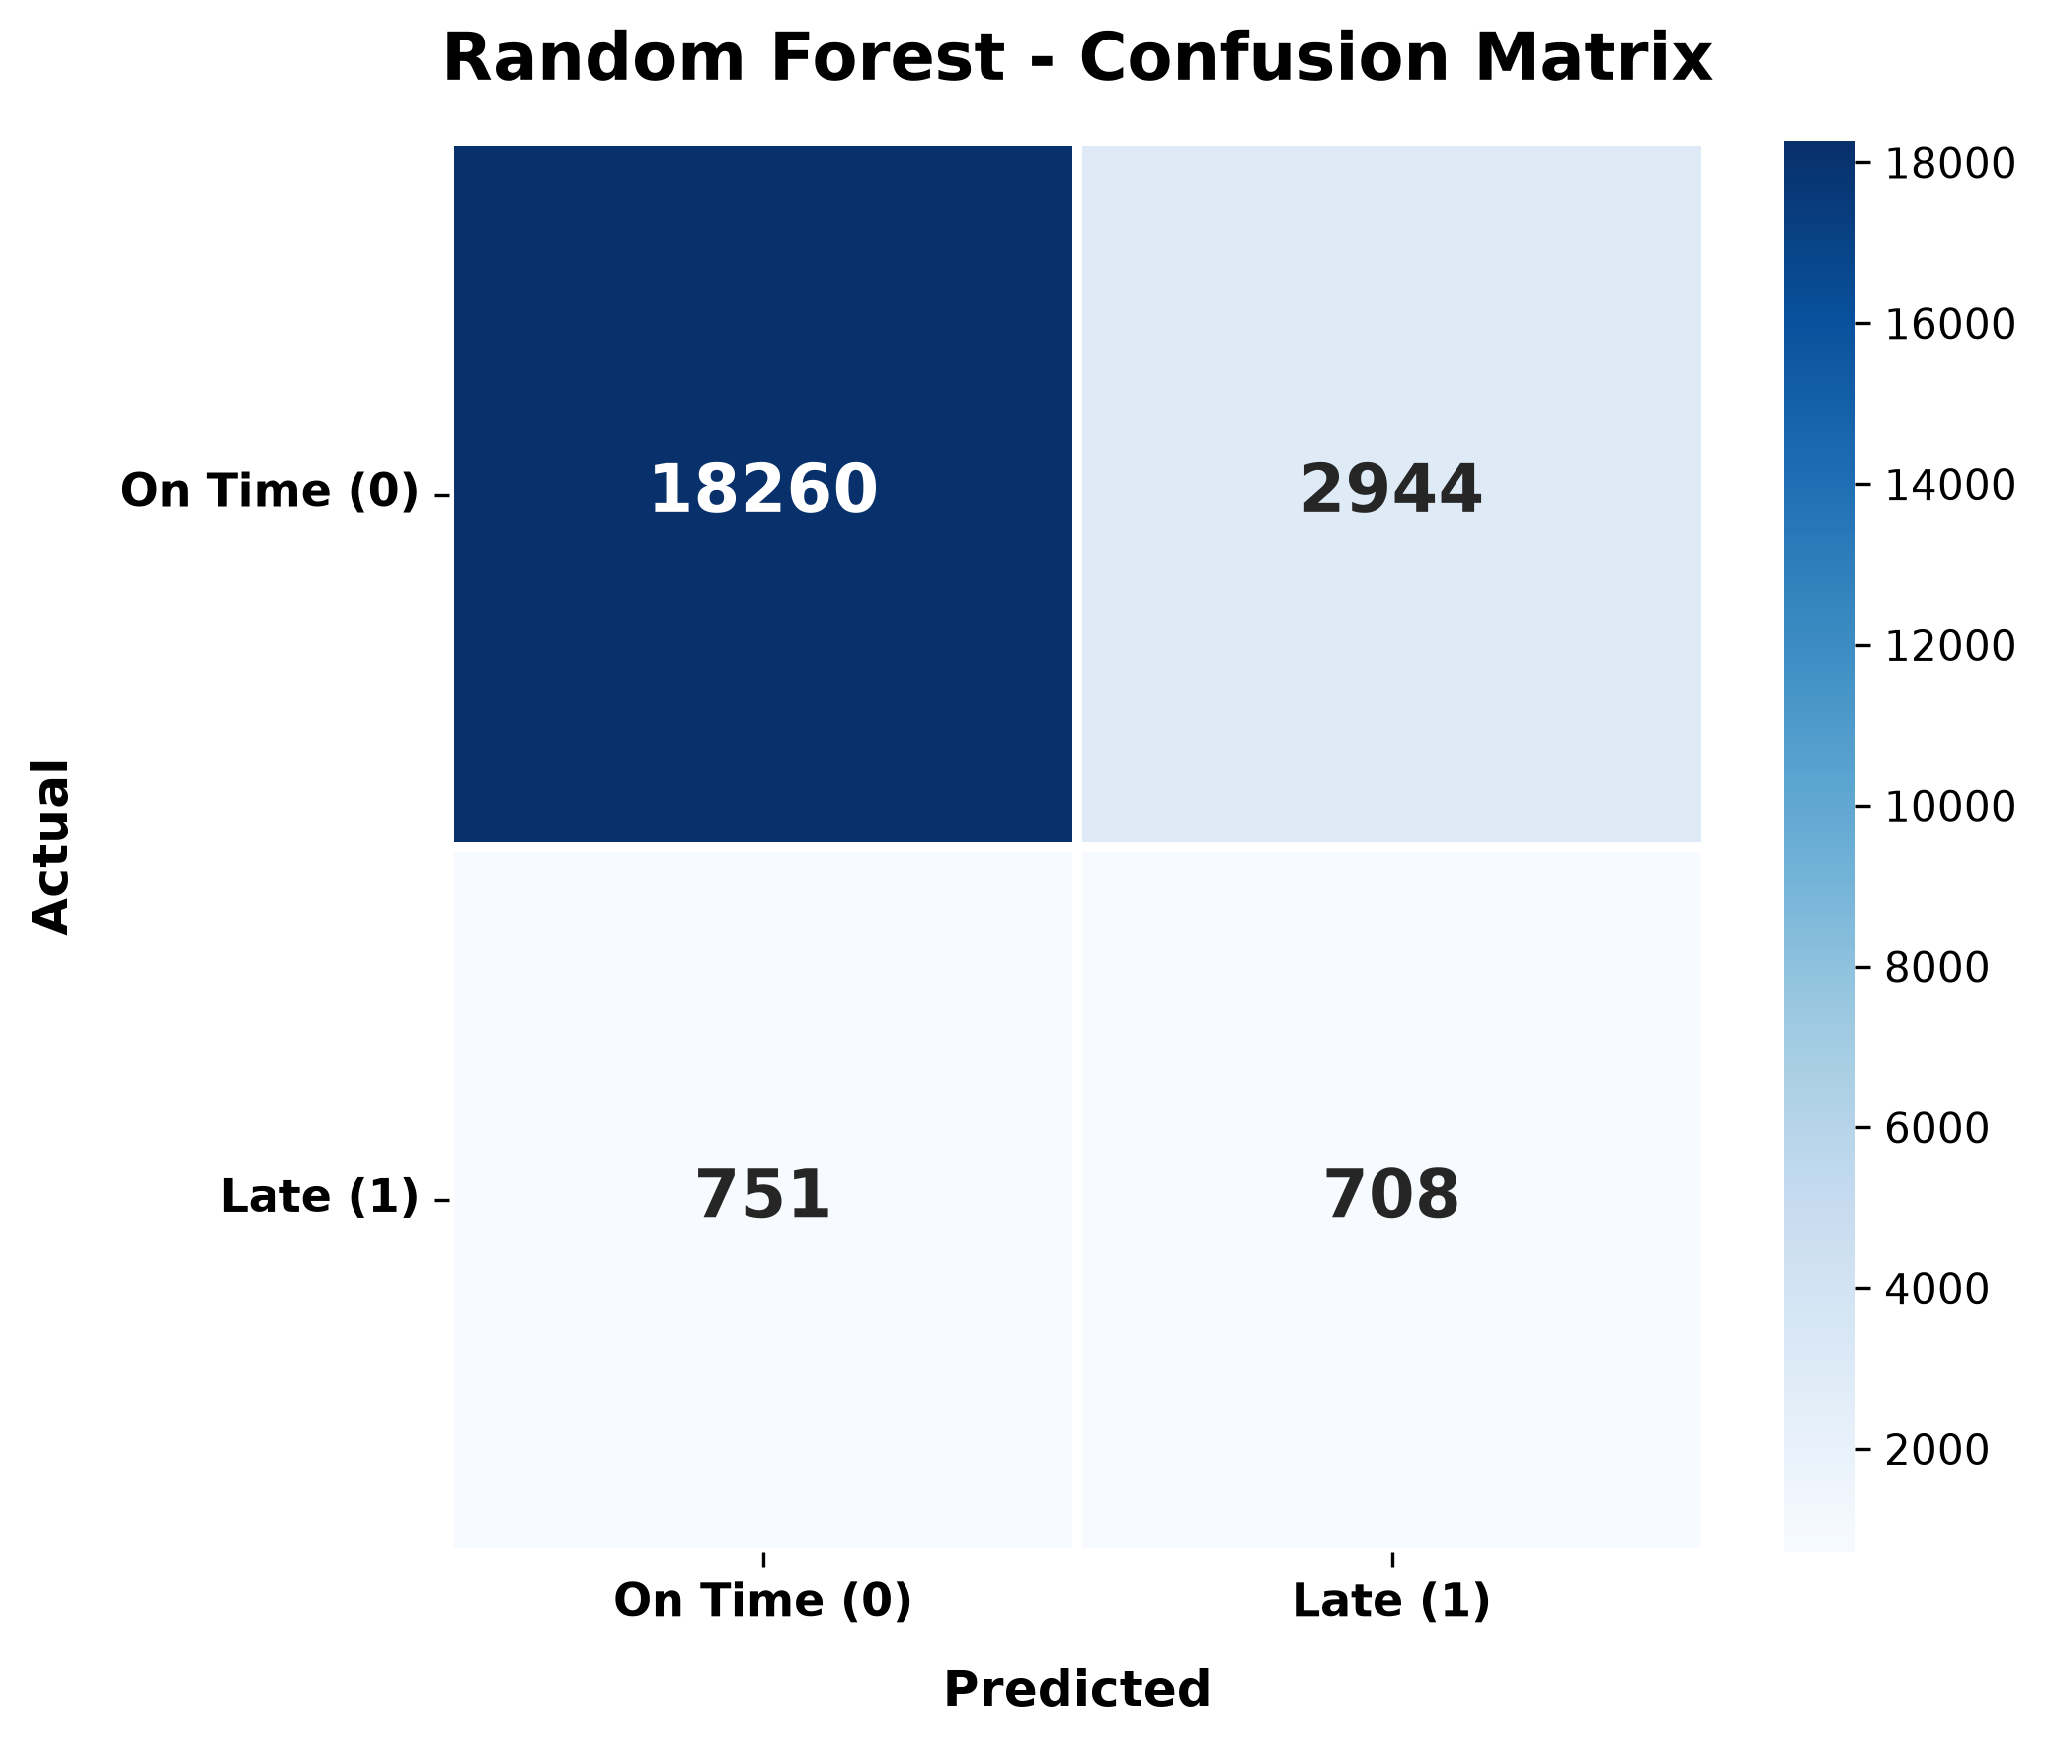 Random Forest - Confusion Matrix
18000
16000
14000
12000
10000
8000
6000
4000
2000
Actual
On Time (0)
18260 2944
Late (1)
751 708
On Time (0) Late (1)
Predicted